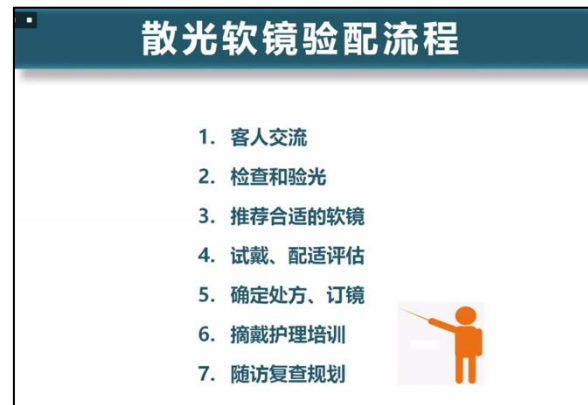 散光软镜验配流程
1. 客人交流
2. 检查和验光
3. 推荐合适的软镜
4. 试戴、配适评估
5. 确定处方、订镜
6. 摘戴护理培训
7. 随访复查规划